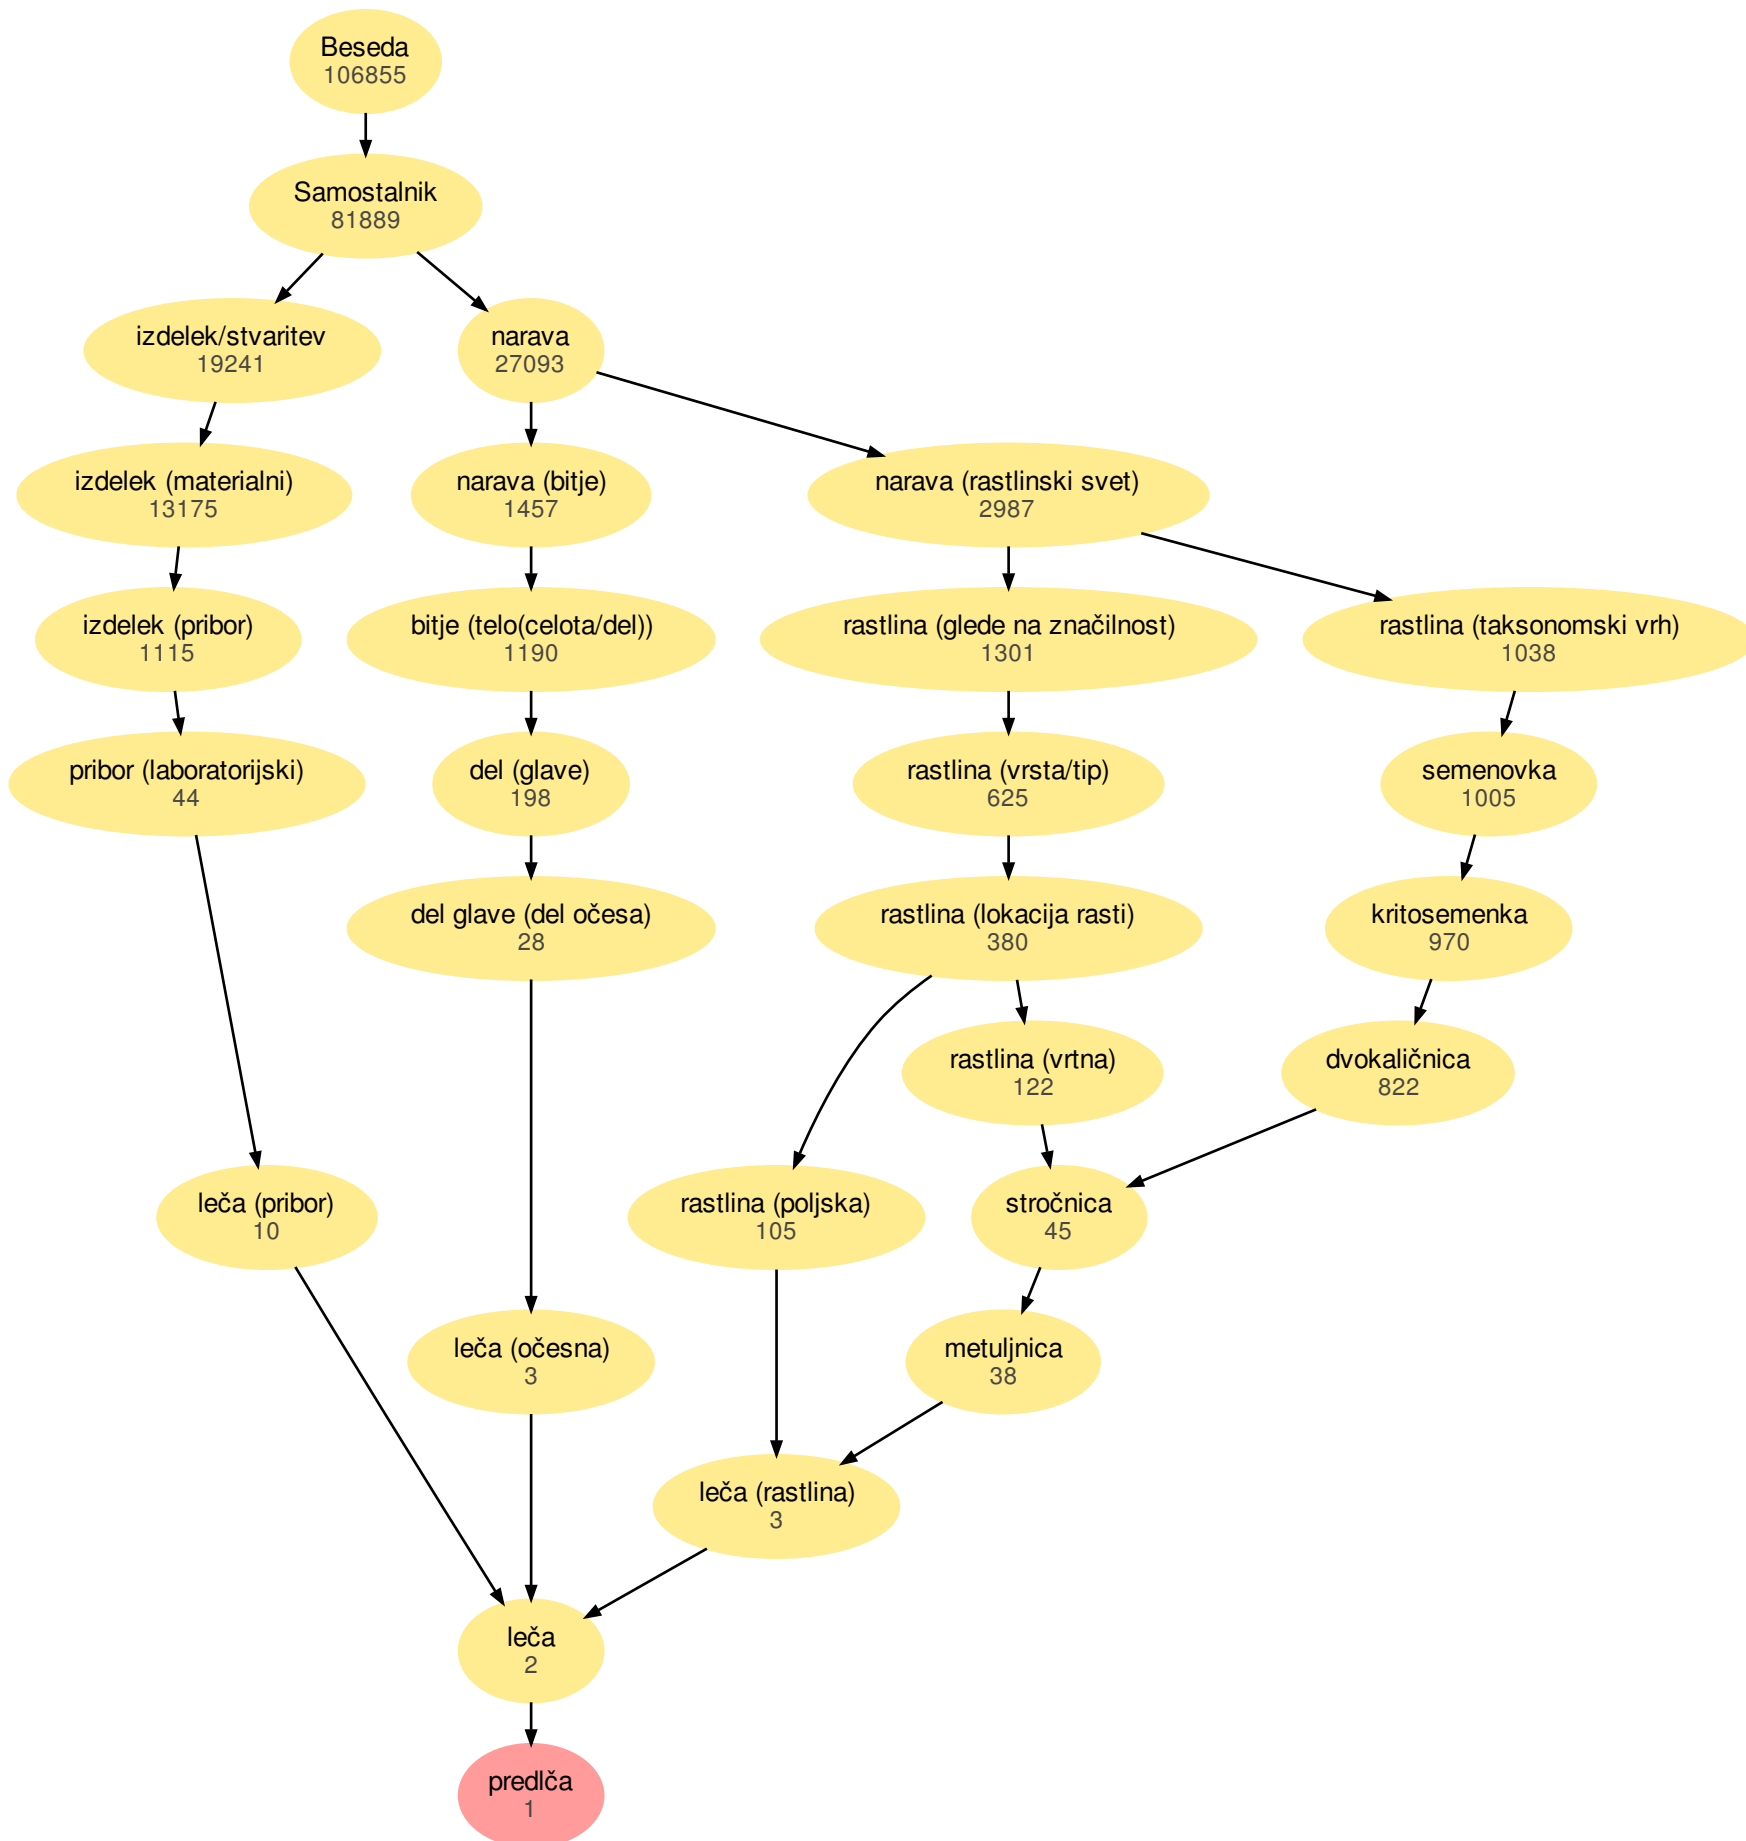 Beseda
106855
Samostalnik
81889
izdelek/stvaritev
19241
narava
27093
izdelek (materialni)
13175
narava (bitje)
1457
narava (rastlinski svet)
2987
izdelek (pribor)
1115
bitje (telo(celota/del))
1190
rastlina (glede na značilnost)
1301
rastlina (taksonomski vrh)
1038
pribor (laboratorijski)
44
del (glave)
198
rastlina (vrsta/tip)
625
semenovka
1005
del glave (del očesa)
28
rastlina (lokacija rasti)
380
kritosemenka
970
rastlina (vrtna)
122
dvokaličnica
822
leča (pribor)
10
rastlina (poljska)
105
stročnica
45
leča (očesna)
3
metuljnica
38
leča (rastlina)
3
leča
2
predlča
1